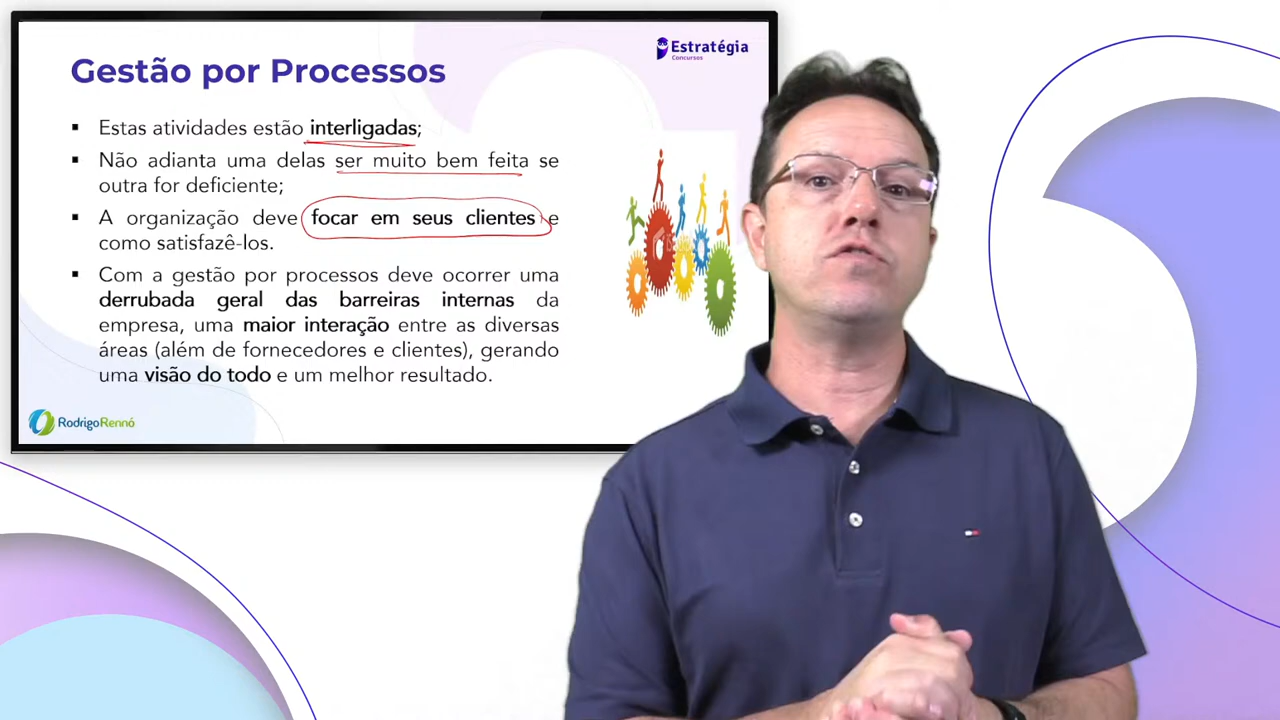 Gestão por Processos
Estratégia
Concursos
▪ Estas atividades estão interligadas;
▪ Não adianta uma delas ser muito bem feita se
outra for deficiente;
▪ A organização deve focar em seus clientes e
como satisfazê-los.
▪ Com a gestão por processos deve ocorrer uma
derrubada geral das barreiras internas da
empresa, uma maior interação entre as diversas
áreas (além de fornecedores e clientes), gerando
uma visão do todo e um melhor resultado.
RodrigoRennó